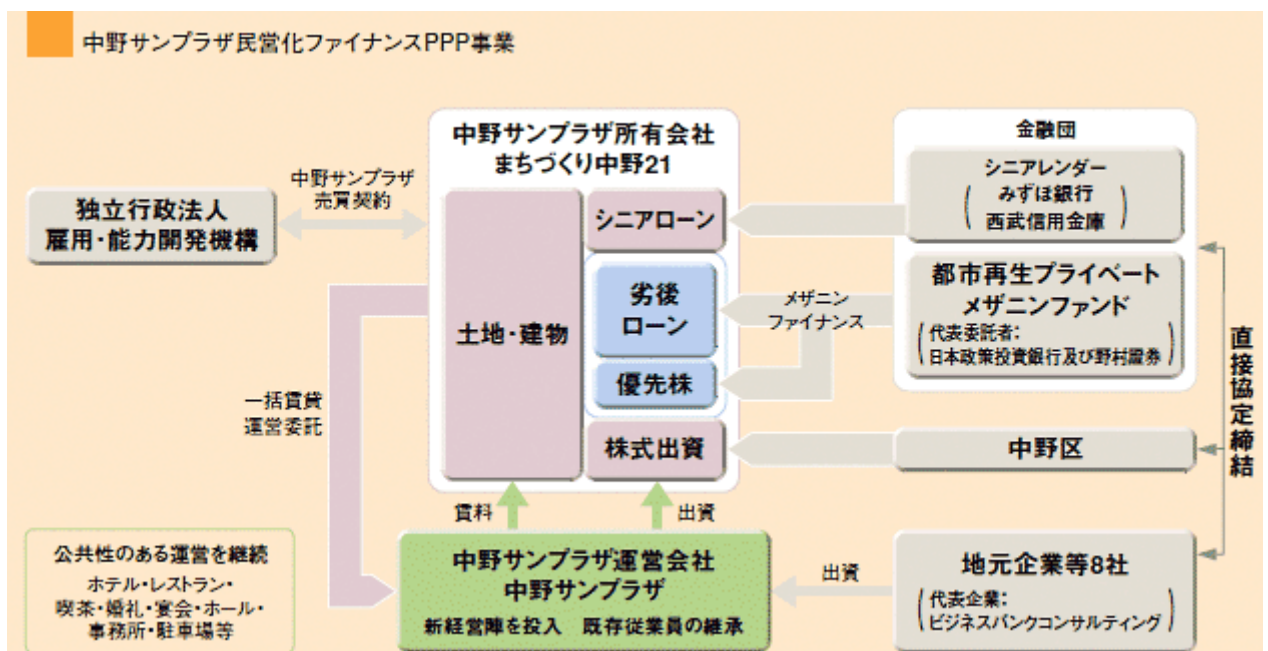 中野サンプラザ民営化ファイナンスPPP事業
独立行政法人
雇用・能力開発機構
中野サンプラザ
売買契約
中野サンプラザ所有会社
まちづくり中野21
土地・建物
シニアローン
劣後
ローン
優先株
株式出資
メザニン
ファイナンス
金融団
シニアレンダー
(みずほ銀行
西武信用金庫)
都市再生プライベート
メザニンファンド
(代表委託者:
日本政策投資銀行及び野村證券)
中野区
直接協定締結
一括賃貸
運営委託
賃料
出資
公共性のある運営を継続
ホテル・レストラン・
喫茶・婚礼・宴会・ホール・
事務所・駐車場等
中野サンプラザ運営会社
中野サンプラザ
新経営陣を投入 既存従業員の継承
出資
地元企業等8社
(代表企業:
ビジネスバンクコンサルティング)